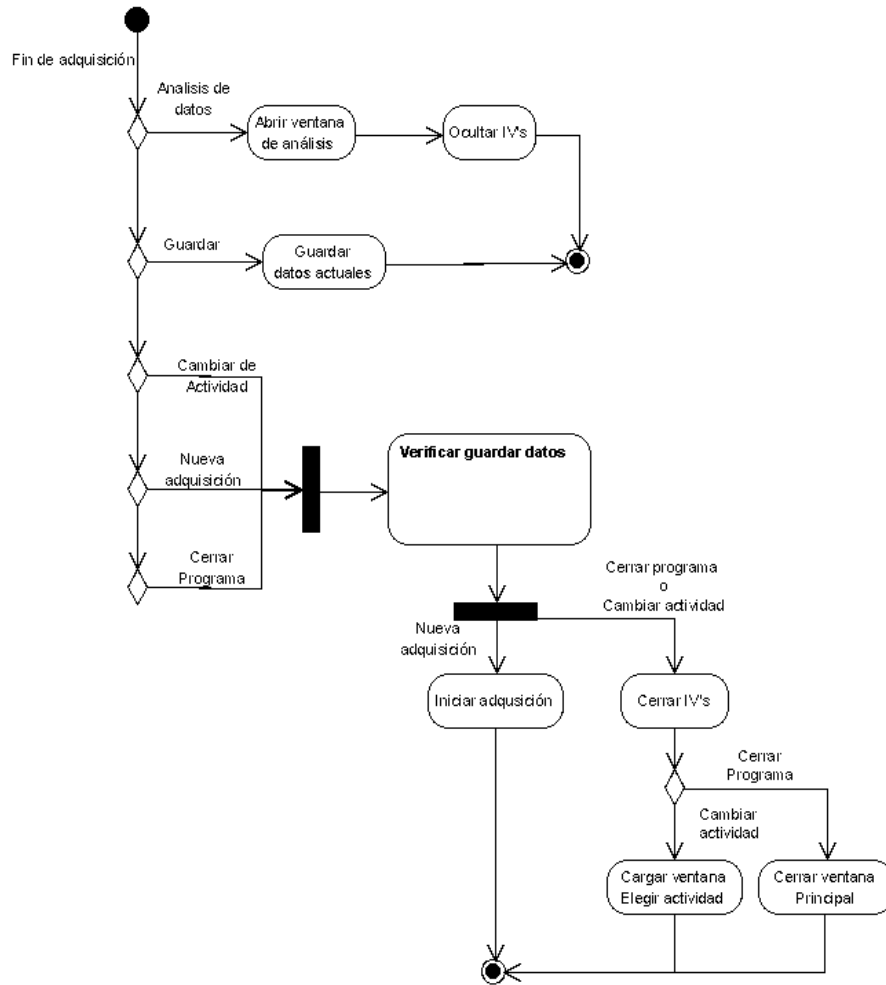 Fin de adquisición
Analisis de
datos
Abrir ventana
de análisis
Ocultar IV's
Guardar
Guardar
datos actuales
Cambiar de
Actividad
Nueva
adquisición
Cerrar
Programa
Verificar guardar datos
Cerrar programa
o
Cambiar actividad
Nueva
adquisición
Iniciar adqusición
Cerrar IV's
Cerrar
Programa
Cambiar
actividad
Cargar ventana
Elegir actividad
Cerrar ventana
Principal